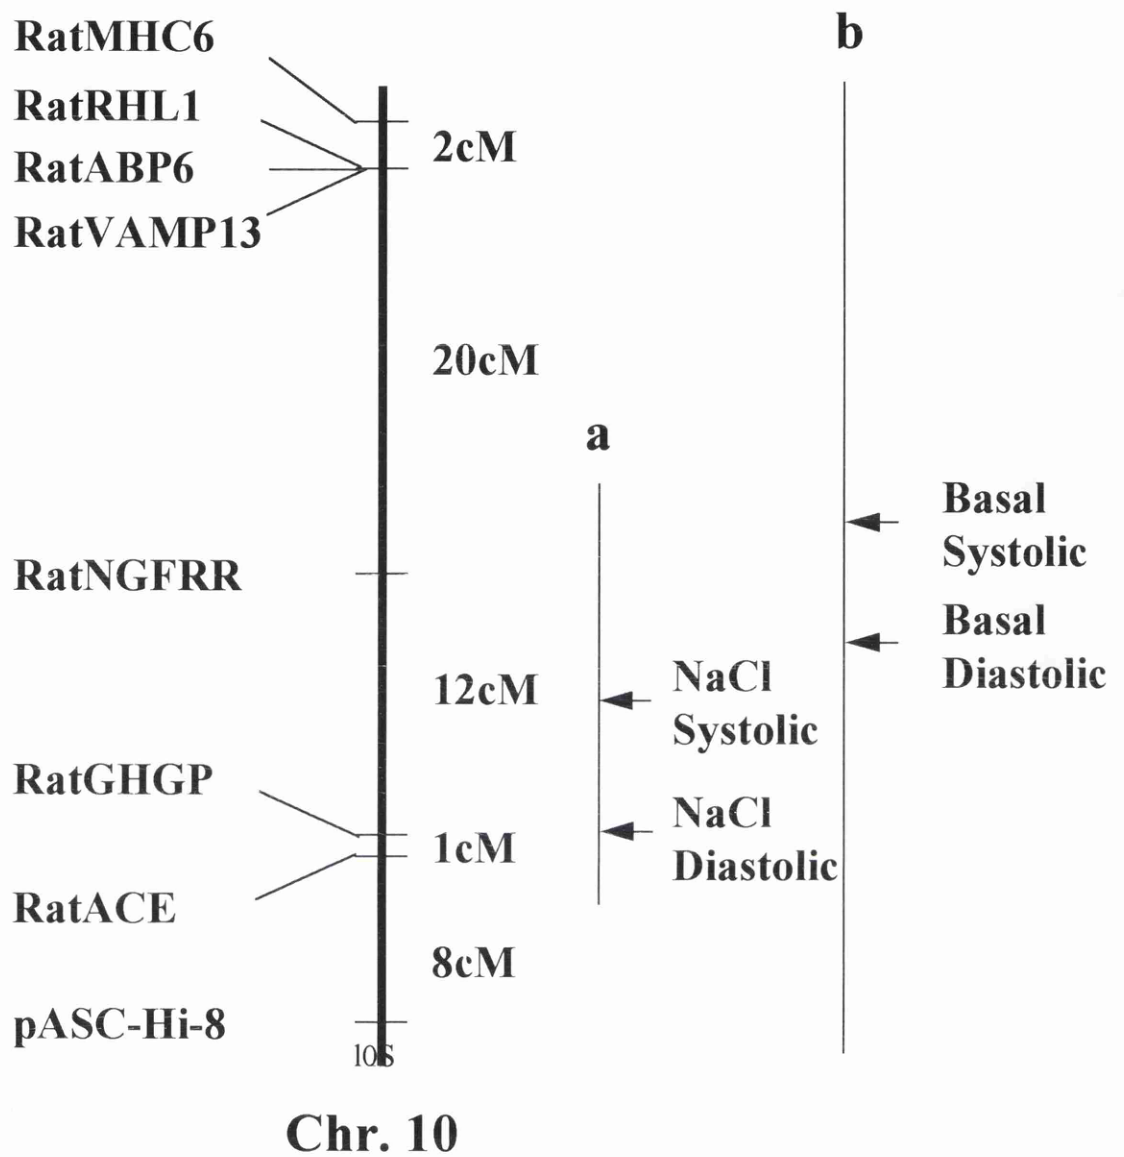 RatMHC6
RatRHL1
RatABP6
RatVAMP13
RatNGFRR
RatGHGP
RatACE
pASC-Hi-8
2cM
20cM
12cM
1cM
8cM
10S
Chr. 10
a
NaCl
Systolic
NaCl
Diastolic
b
Basal
Systolic
Basal
Diastolic